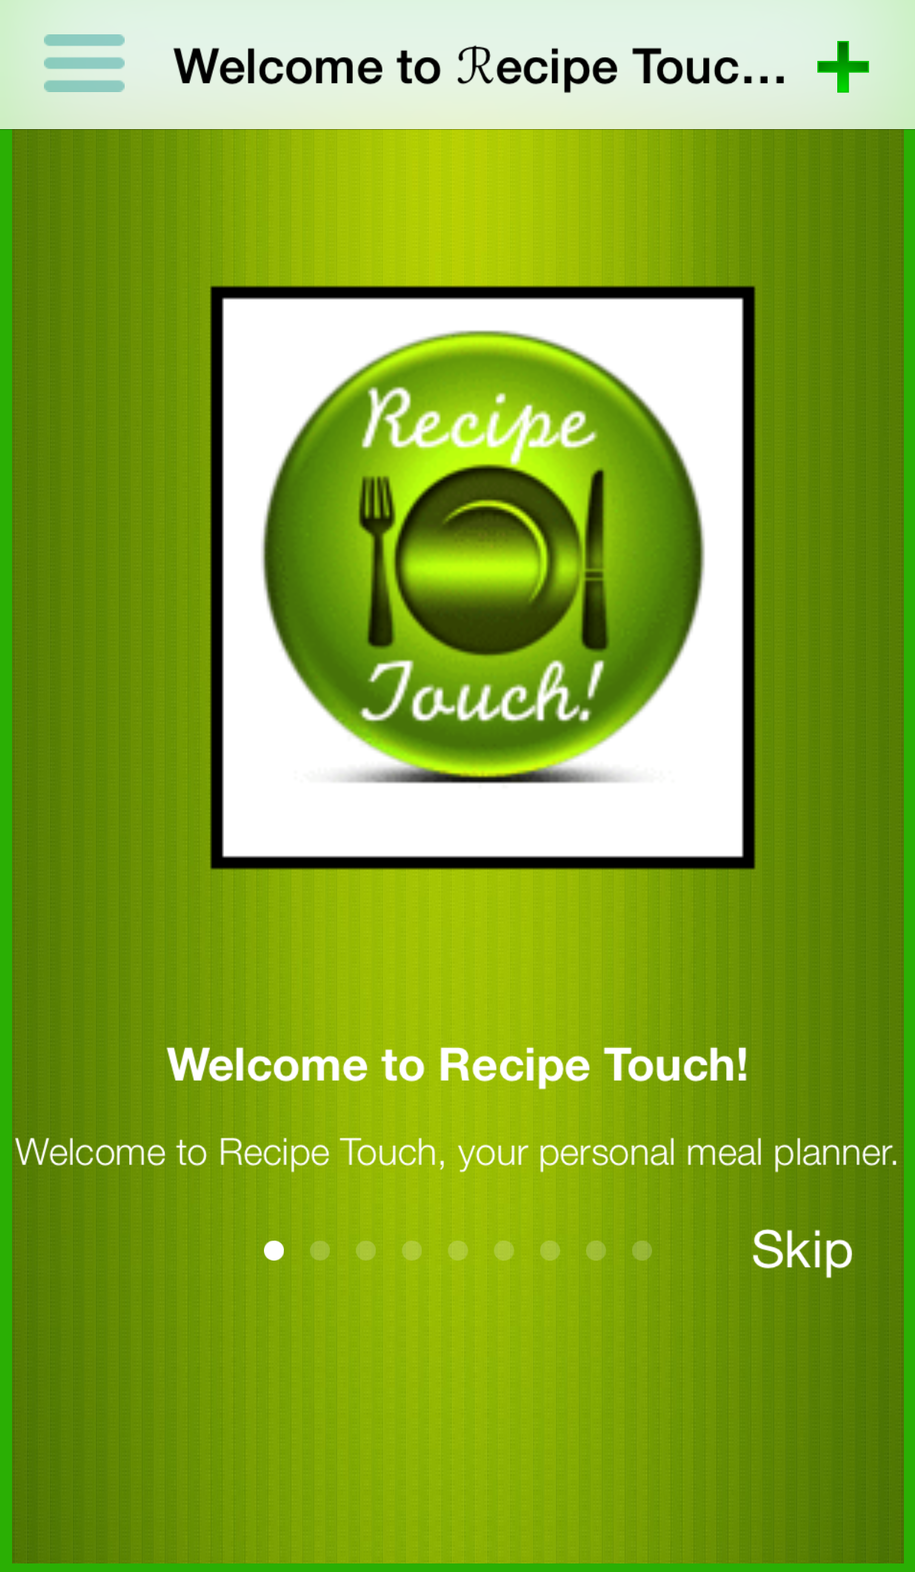 Welcome to ℛecipe Touc...
Recipe
Touch!
Welcome to Recipe Touch!
Welcome to Recipe Touch, your personal meal planner.
Skip